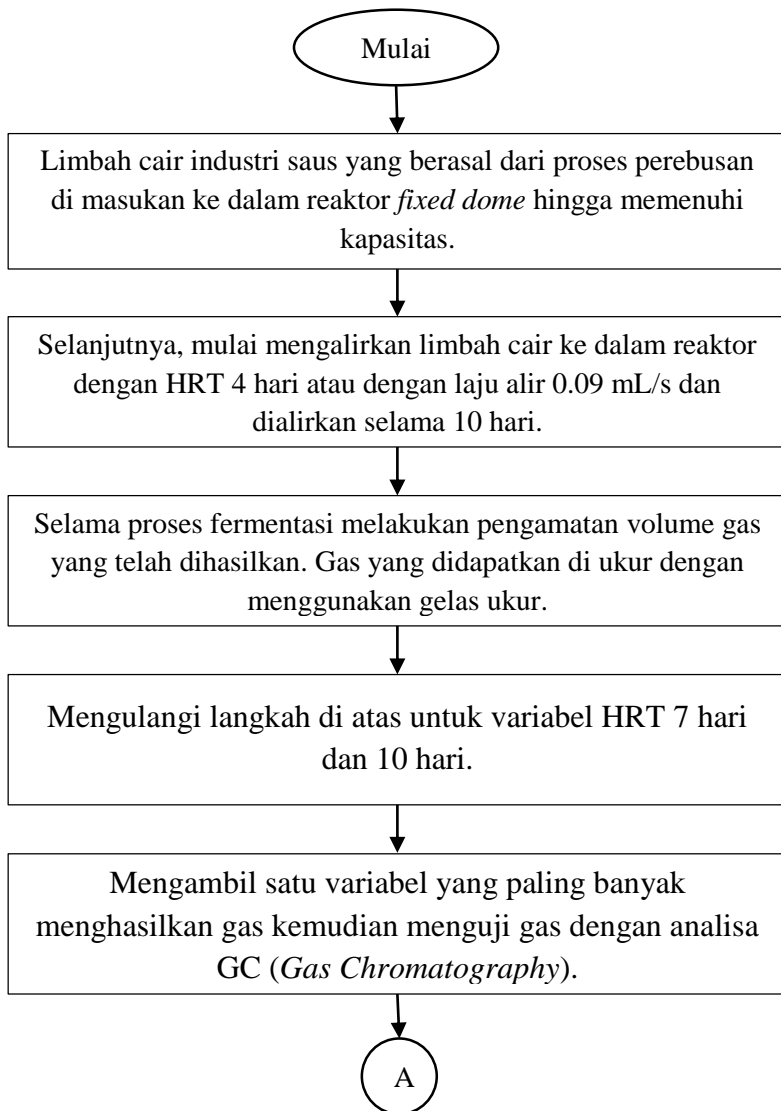 Mulai
Limbah cair industri saus yang berasal dari proses perebusan
di masukan ke dalam reaktor fixed dome hingga memenuhi
kapasitas.
Selanjutnya, mulai mengalirkan limbah cair ke dalam reaktor
dengan HRT 4 hari atau dengan laju alir 0.09 mL/s dan
dialirkan selama 10 hari.
Selama proses fermentasi melakukan pengamatan volume gas
yang telah dihasilkan. Gas yang didapatkan di ukur dengan
menggunakan gelas ukur.
Mengulangi langkah di atas untuk variabel HRT 7 hari
dan 10 hari.
Mengambil satu variabel yang paling banyak
menghasilkan gas kemudian menguji gas dengan analisa
GC (Gas Chromatography).
A